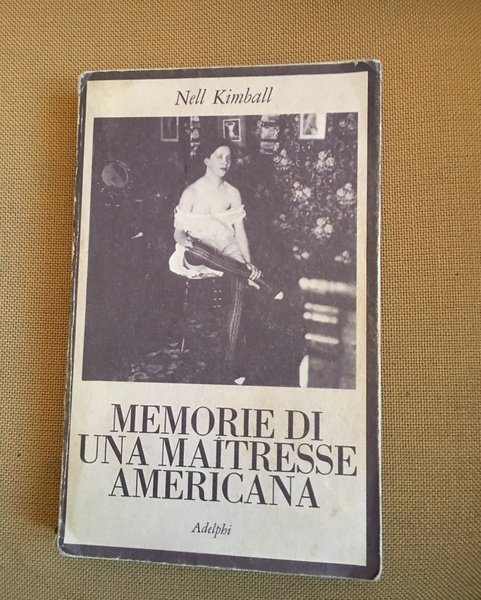 Nell Kimball
MEMORIE DI
UNA MAÎTRESSE
AMERICANA
Adelphi